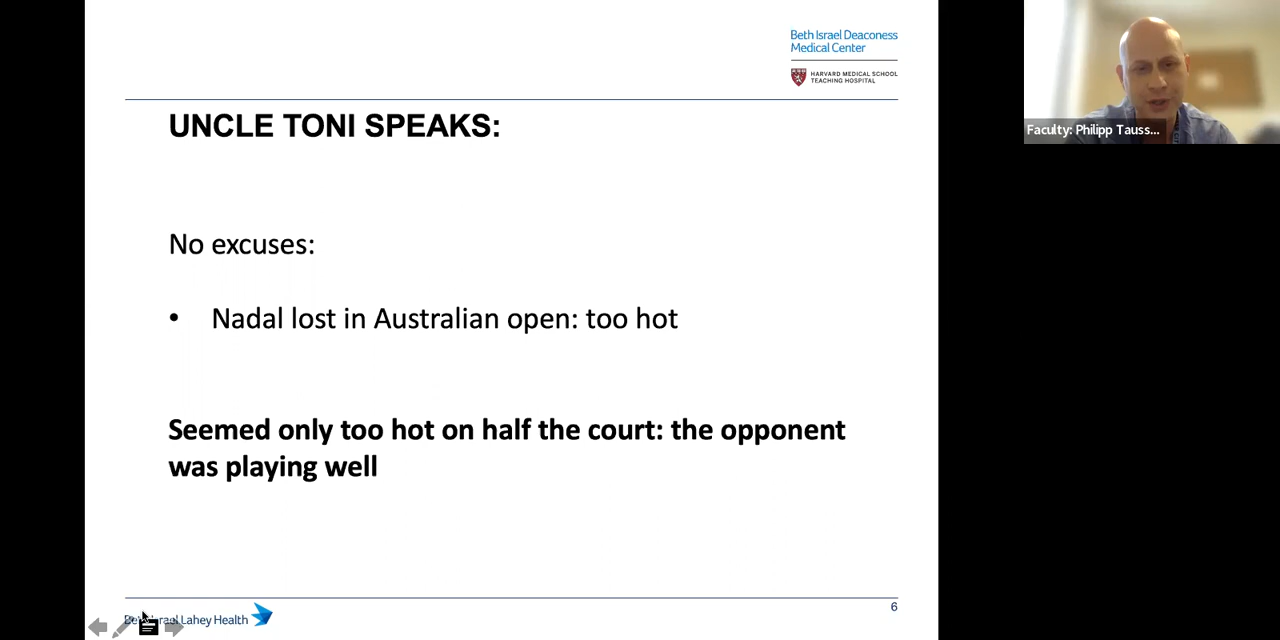 Beth Israel Deaconess
Medical Center
HARVARD MEDICAL SCHOOL
TEACHING HOSPITAL
Faculty: Philipp Tauss...
UNCLE TONI SPEAKS:
No excuses:
• Nadal lost in Australian open: too hot
Seemed only too hot on half the court: the opponent
was playing well
Beth Israel Lahey Health
6